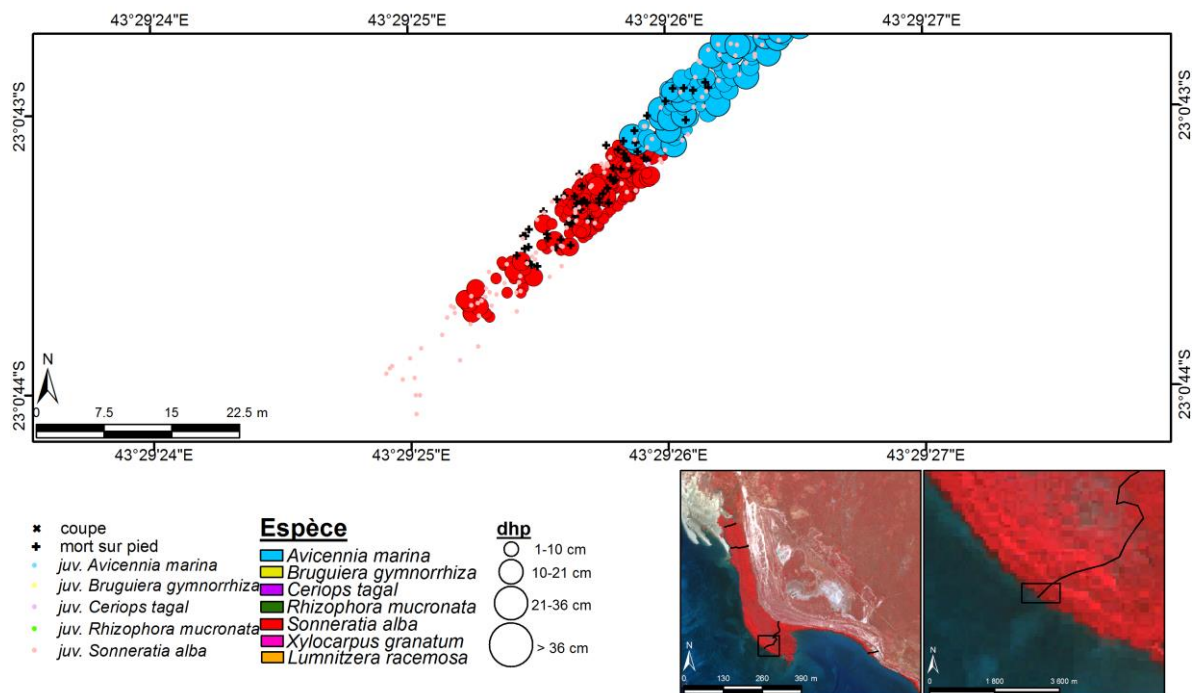 43°29'24"E 43°29'25"E 43°29'26"E 43°29'27"E
23°0'43"S 23°0'43"S
23°0'44"S 23°0'44"S
N
0 7.5 15 22.5 m
43°29'24"E 43°29'25"E 43°29'26"E 43°29'27"E
coupe
mort sur pied
juv. Avicennia marina
juv. Bruguiera gymnorrhiza
juv. Ceriops tagal
juv. Rhizophora mucronata
juv. Sonneratia alba
Espèce
Avicennia marina
Bruguiera gymnorrhiza
Ceriops tagal
Rhizophora mucronata
Sonneratia alba
Xylocarpus granatum
Lumnitzera racemosa
dhp
1-10 cm
10-21 cm
21-36 cm
> 36 cm
N
0 130 260 390 m
N
0 1 800 3 600 m